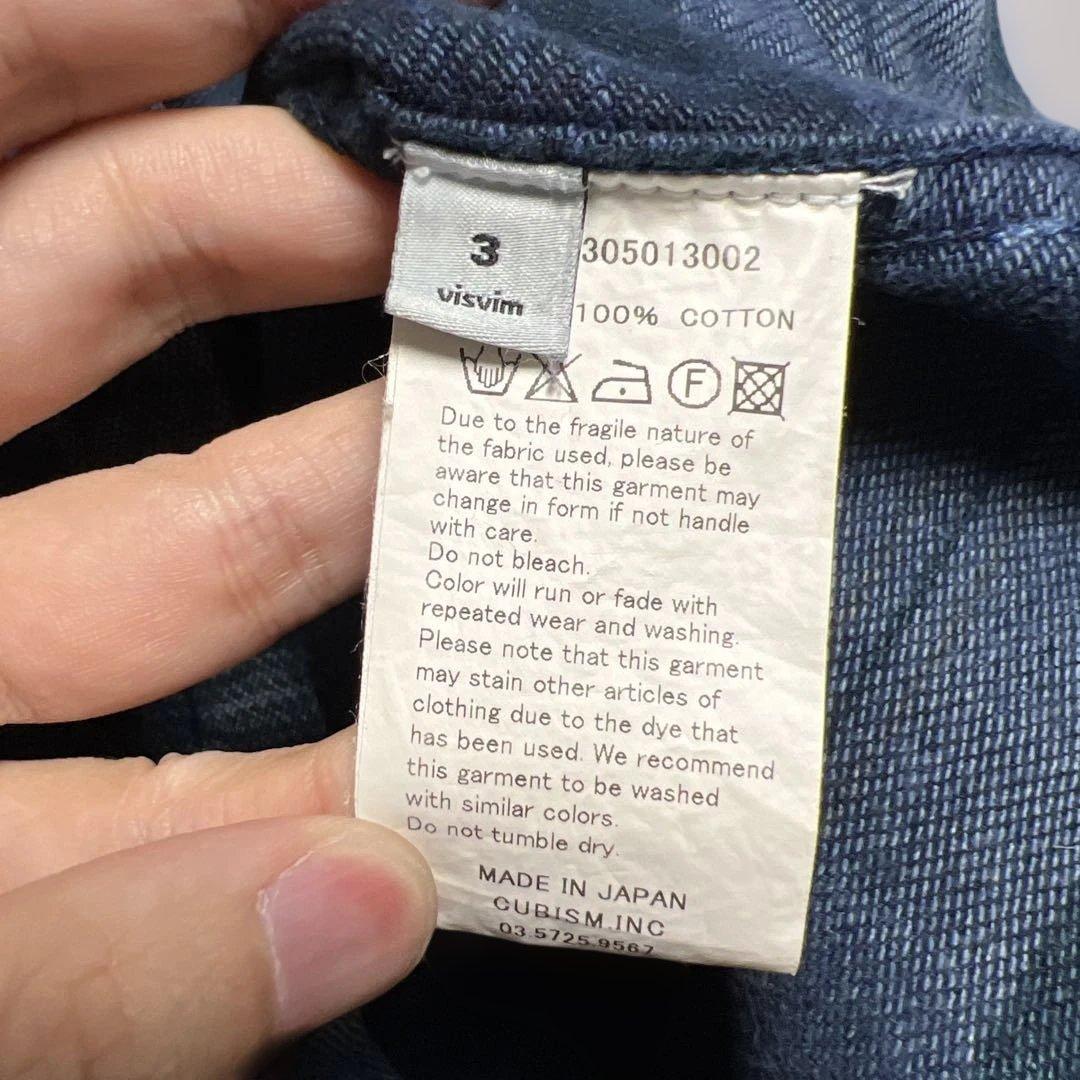 3
visvim
305013002
100% COTTON
F
Due to the fragile nature of
the fabric used, please be
aware that this garment may
change in form if not handle
with care.
Do not bleach.
Color will run or fade with
repeated wear and washing.
Please note that this garment
may stain other articles of
clothing due to the dye that
has been used. We recommend
this garment to be washed
with similar colors.
Do not tumble dry.
MADE IN JAPAN
CUBISM.INC
03.5725.9567